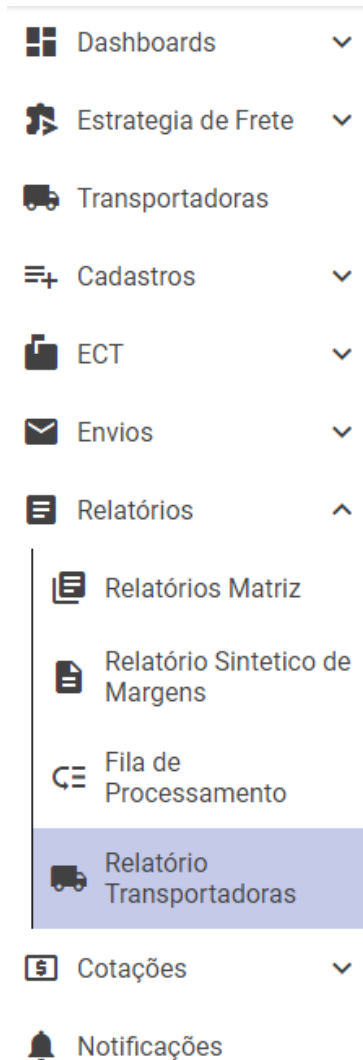 Dashboards
Estrategia de Frete
Transportadoras
Cadastros
ECT
Envios
Relatórios
Relatórios Matriz
Relatório Sintetico de
Margens
Fila de
Processamento
Relatório
Transportadoras
Cotações
Notificações